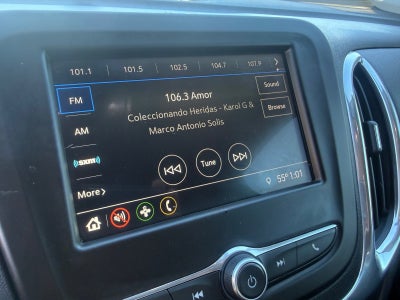 101.1 101.5 102.5 104.7 107.9
FM
106.3 Amor
Sound
Coleccionando Heridas - Karol G &
Marco Antonio Solis
Browse
AM
((SXM))
Tune
More
55° 1:01